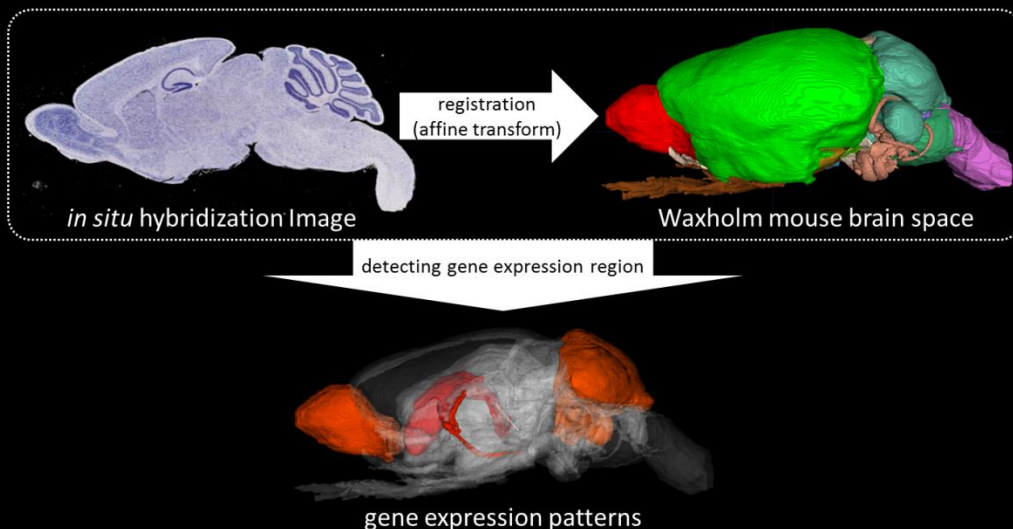 registration
(affine transform)
in situ hybridization Image
Waxholm mouse brain space
detecting gene expression region
gene expression patterns